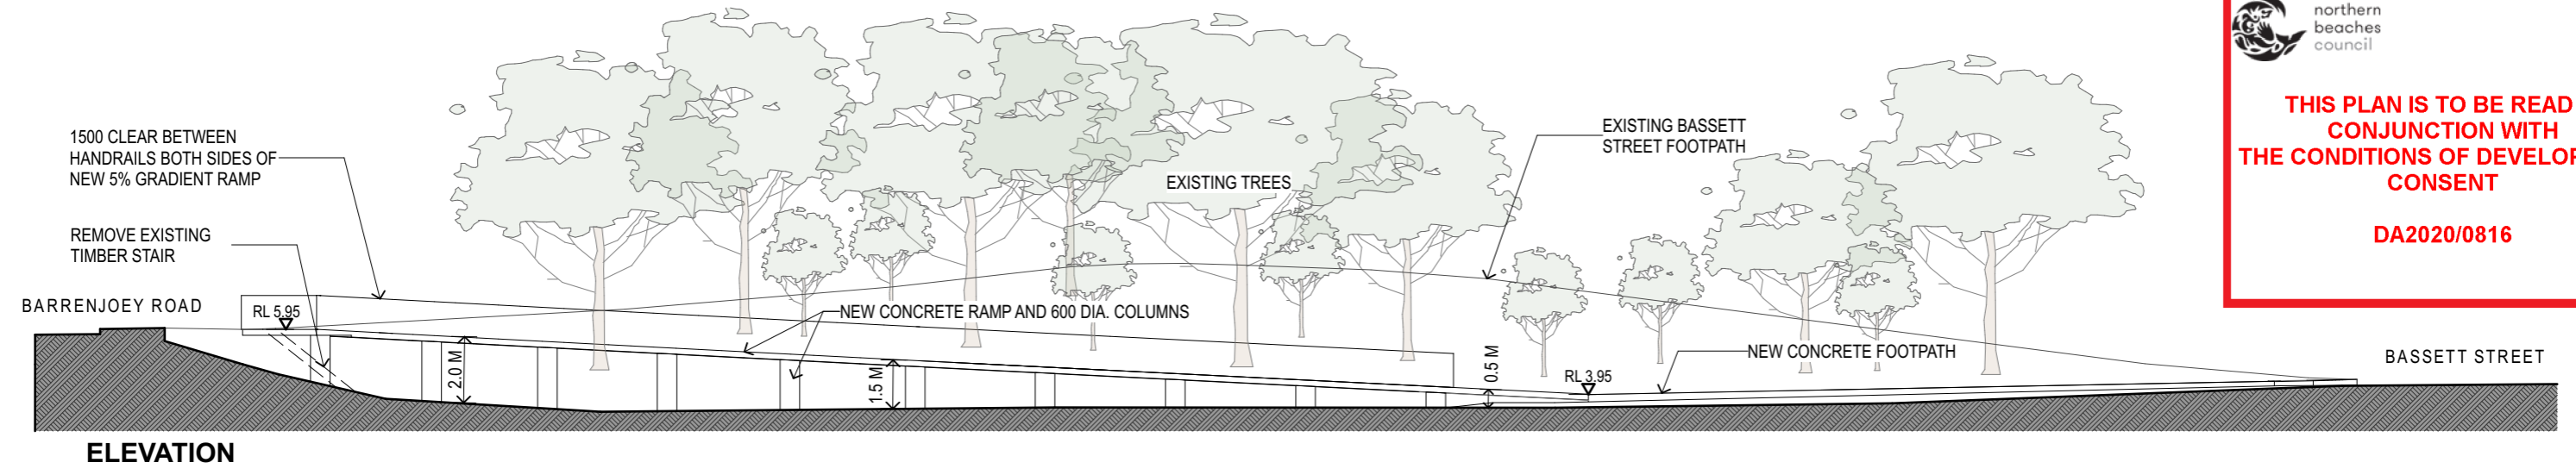 northern
beaches
council
THIS PLAN IS TO BE READ
CONJUNCTION WITH
THE CONDITIONS OF DEVELOP
CONSENT
DA2020/0816
1500 CLEAR BETWEEN
HANDRAILS BOTH SIDES OF
NEW 5% GRADIENT RAMP
REMOVE EXISTING
TIMBER STAIR
BARRENJOEY ROAD
RL 5.95
EXISTING TREES
EXISTING BASSETT
STREET FOOTPATH
NEW CONCRETE RAMP AND 600 DIA. COLUMNS
2.0 M
1.5 M
0.5 M
RL 3.95
NEW CONCRETE FOOTPATH
BASSETT STREET
ELEVATION